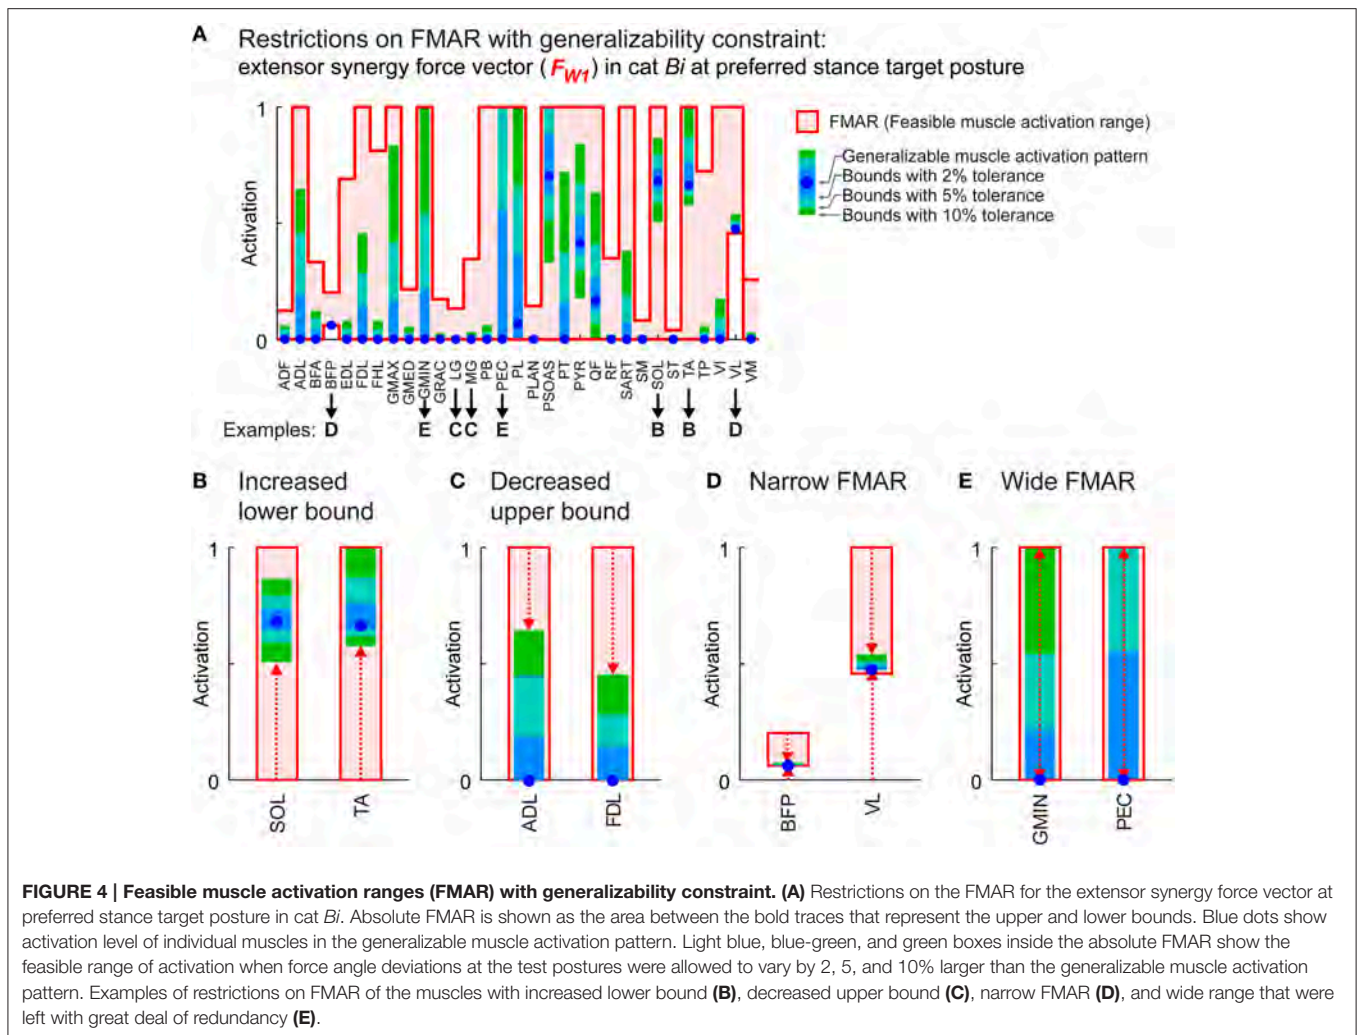 A Restrictions on FMAR with generalizability constraint:
extensor synergy force vector (FW1) in cat Bi at preferred stance target posture
1
0
Activation
FMAR (Feasible muscle activation range)
Generalizable muscle activation pattern
Bounds with 2% tolerance
Bounds with 5% tolerance
Bounds with 10% tolerance
ADF ADL BFA BFP EDL FDL FHL GMAX GMED GMIN GRAC LG MG PB PEC PL PLAN PSOAS PT PYR QF RF SART SM SOL ST TA TP VI VL VM
Examples: D E C C E B B D
B Increased
lower bound
1
0
Activation
SOL TA
C Decreased
upper bound
1
0
Activation
ADL FDL
D Narrow FMAR
1
0
Activation
BFP VL
E Wide FMAR
1
0
Activation
GMIN PEC
FIGURE 4 | Feasible muscle activation ranges (FMAR) with generalizability constraint. (A) Restrictions on the FMAR for the extensor synergy force vector at
preferred stance target posture in cat Bi. Absolute FMAR is shown as the area between the bold traces that represent the upper and lower bounds. Blue dots show
activation level of individual muscles in the generalizable muscle activation pattern. Light blue, blue-green, and green boxes inside the absolute FMAR show the
feasible range of activation when force angle deviations at the test postures were allowed to vary by 2, 5, and 10% larger than the generalizable muscle activation
pattern. Examples of restrictions on FMAR of the muscles with increased lower bound (B), decreased upper bound (C), narrow FMAR (D), and wide range that were
left with great deal of redundancy (E).